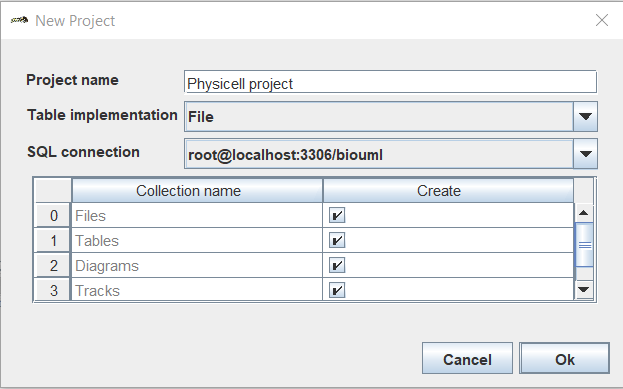 New Project
Project name Physicell project
Table implementation File
SQL connection root@localhost:3306/biouml
Collection name Create
0 Files
1 Tables
2 Diagrams
3 Tracks
Cancel Ok